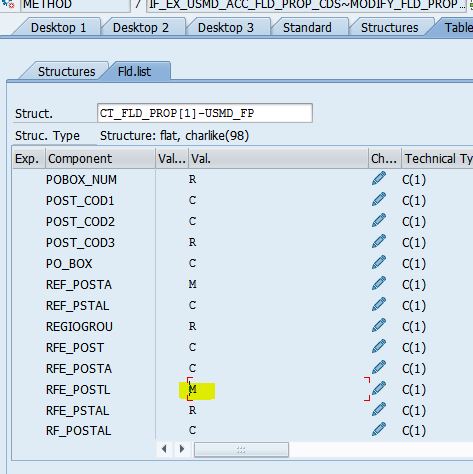 METHOD / IF_EX_USMD_ACC_FLD_PROP_CDS~MODIFY_FLD_PROP...
Desktop 1 Desktop 2 Desktop 3 Standard Structures Table
Structures Fld.list
Struct. CT_FLD_PROP[1]-USMD_FP
Struc. Type Structure: flat, charlike(98)
Exp. Component Val... Val. Ch... Technical Ty
POBOX_NUM R C(1)
POST_COD1 C C(1)
POST_COD2 C C(1)
POST_COD3 R C(1)
PO_BOX C C(1)
REF_POSTA M C(1)
REF_PSTAL C C(1)
REGIOGROU R C(1)
RFE_POST C C(1)
RFE_POSTA C C(1)
RFE_POSTL M C(1)
RFE_PSTAL R C(1)
RF_POSTAL C C(1)